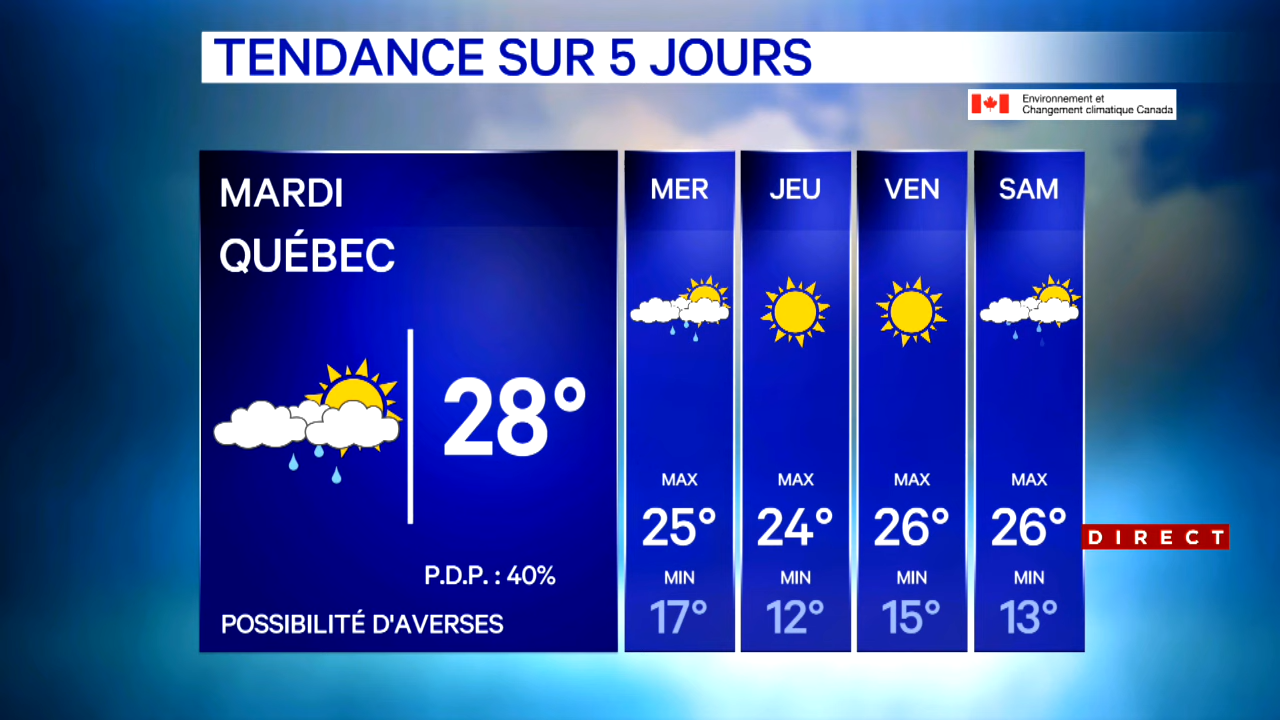 TENDANCE SUR 5 JOURS
Environnement et
Changement climatique Canada
MARDI
QUÉBEC
28°
P.D.P. : 40%
POSSIBILITÉ D'AVERSES
MER
MAX
25°
MIN
17°
JEU
MAX
24°
MIN
12°
VEN
MAX
26°
MIN
15°
SAM
MAX
26°
MIN
13°
DIRECT